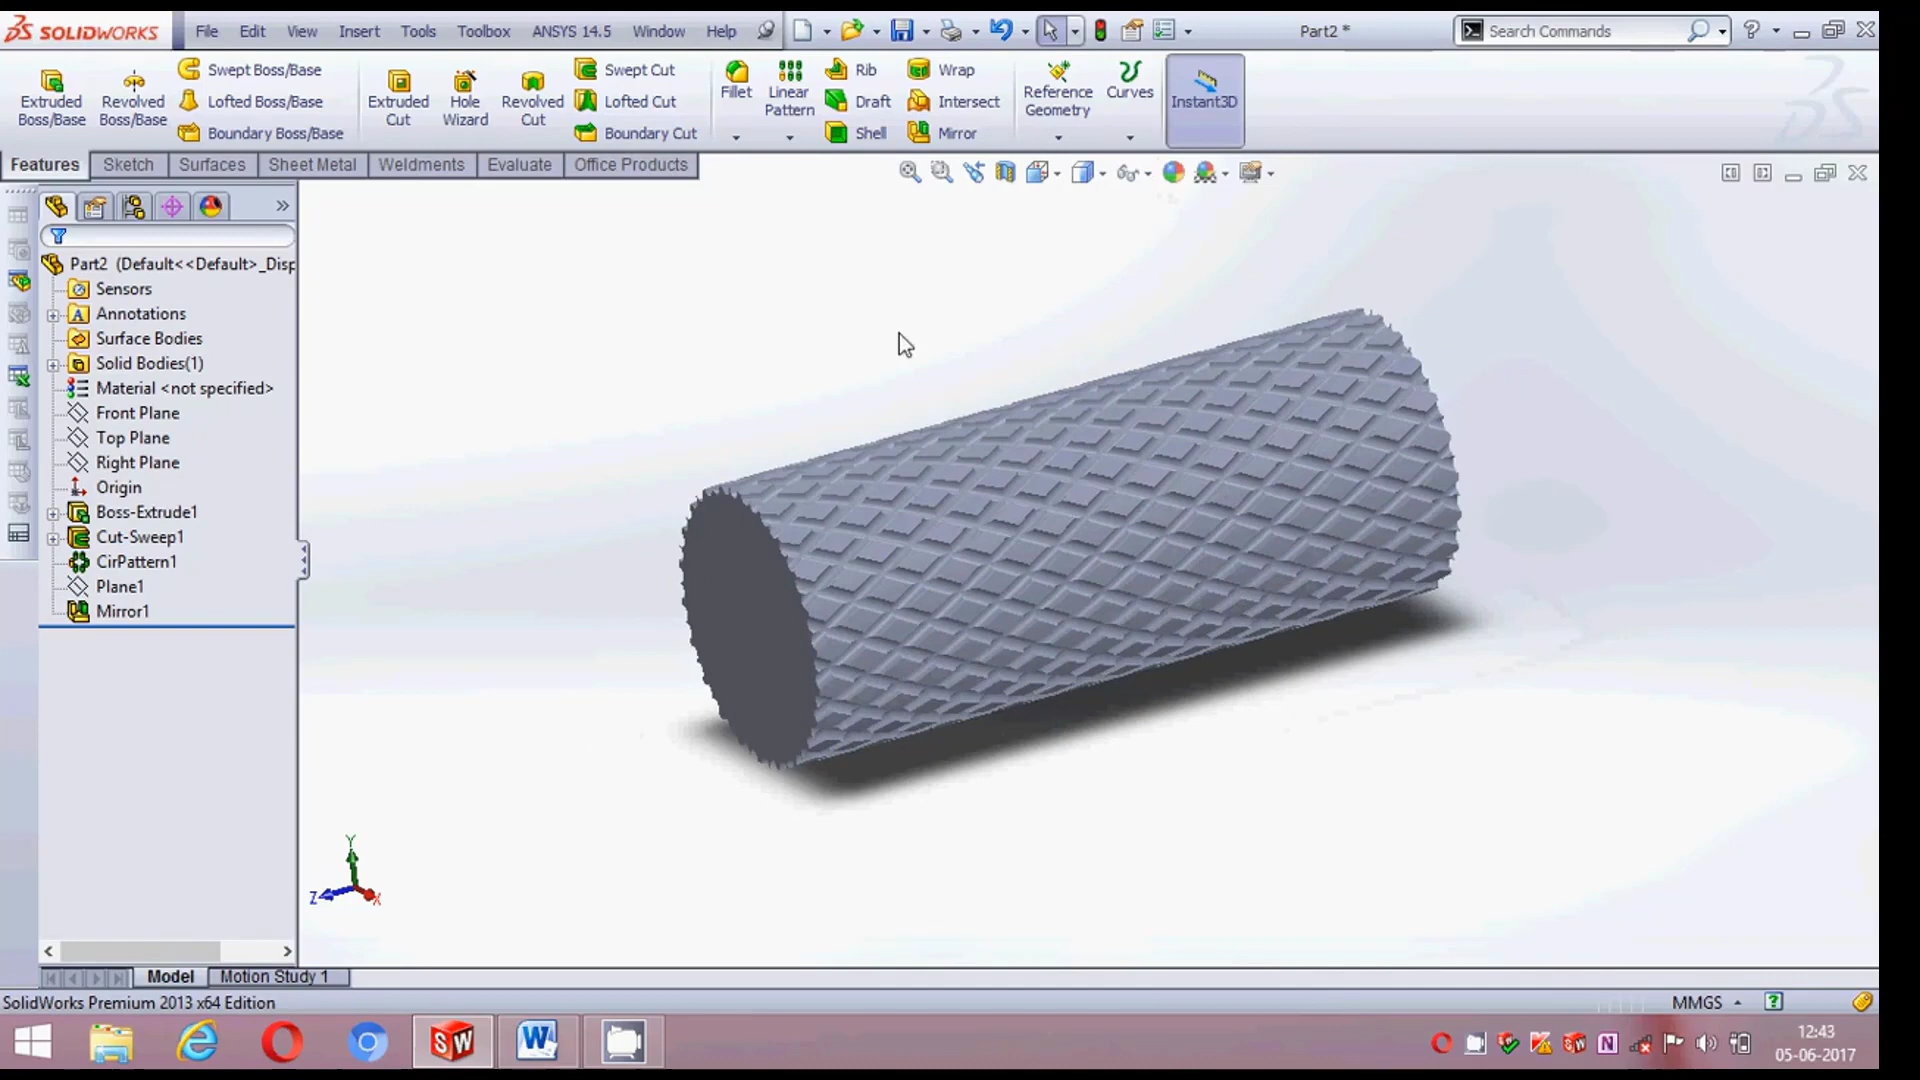 SOLIDWORKS File Edit View Insert Tools Toolbox ANSYS 14.5 Window Help Part2 * Search Commands
Extruded Boss/Base
Revolved Boss/Base
Swept Boss/Base
Lofted Boss/Base
Boundary Boss/Base
Extruded Cut
Hole Wizard
Revolved Cut
Swept Cut
Lofted Cut
Boundary Cut
Fillet
Linear Pattern
Rib
Draft
Shell
Wrap
Intersect
Mirror
Reference Geometry
Curves
Instant3D
Features Sketch Surfaces Sheet Metal Weldments Evaluate Office Products
Part2 (Default<<Default>_Disp
Sensors
Annotations
Surface Bodies
Solid Bodies(1)
Material <not specified>
Front Plane
Top Plane
Right Plane
Origin
Boss-Extrude1
Cut-Sweep1
CirPattern1
Plane1
Mirror1
Y
Z X
Model Motion Study 1
SolidWorks Premium 2013 x64 Edition MMGS
12:43
05-06-2017